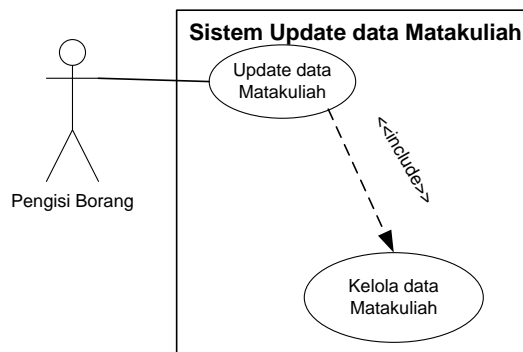 Sistem Update data Matakuliah
Update data
Matakuliah
<<include>>
Pengisi Borang
Kelola data
Matakuliah